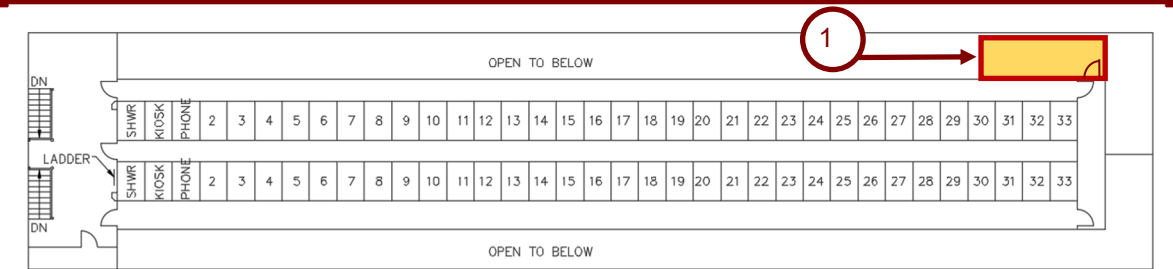 1
OPEN TO BELOW
DN
SHWR KIOSK PHONE 2 3 4 5 6 7 8 9 10 11 12 13 14 15 16 17 18 19 20 21 22 23 24 25 26 27 28 29 30 31 32 33
LADDER
SHWR KIOSK PHONE 2 3 4 5 6 7 8 9 10 11 12 13 14 15 16 17 18 19 20 21 22 23 24 25 26 27 28 29 30 31 32 33
DN
OPEN TO BELOW